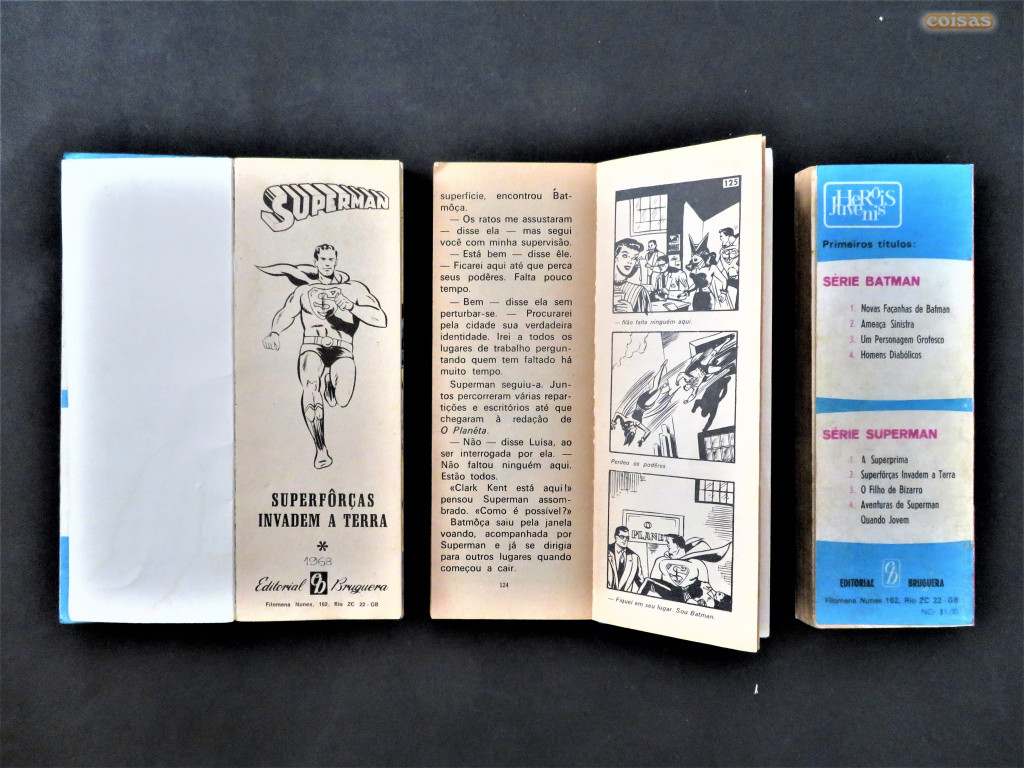 coisas
SUPERMAN
SUPERFÔRÇAS
INVADEM A TERRA
*
1968
Editorial Bruguera
Filomena Nunes, 162, Rio ZC 22 - GB
superfície, encontrou Bat-
môça.
— Os ratos me assustaram
— disse ela — mas segui
você com minha supervisão.
— Está bem — disse êle.
— Ficarei aqui até que perca
seus podêres. Falta pouco
tempo.
— Bem — disse ela sem
perturbar-se. — Procurarei
pela cidade sua verdadeira
identidade. Irei a todos os
lugares de trabalho pergun-
tando quem tem faltado há
muito tempo.
Superman seguiu-a. Jun-
tos percorreram várias repar-
tições e escritórios até que
chegaram à redação de
O Planêta.
— Não — disse Luisa, ao
ser interrogada por ela. —
Não faltou ninguém aqui.
Estão todos.
«Clark Kent está aqui!»
pensou Superman assom-
brado. «Como é possível?»
Batmôça saiu pela janela
voando, acompanhada por
Superman e já se dirigia
para outros lugares quando
começou a cair.
124
125
— Não falta ninguém aqui.
Perdeu os podêres.
O
PLANE
— Fiquei em seu lugar. Sou Batman.
HERÓIS
JUVENIS
Primeiros títulos:
SÉRIE BATMAN
1. Novas Façanhas de Batman
2. Ameaça Sinistra
3. Um Personagem Grotesco
4. Homens Diabólicos
SÉRIE SUPERMAN
1. A Superprima
2. Superfôrças Invadem a Terra
3. O Filho de Bizarro
4. Aventuras de Superman
Quando Jovem
EDITORIAL BRUGUERA
Filomena Nunes 162, Rio ZC 22 - GB
NC$ $1,00